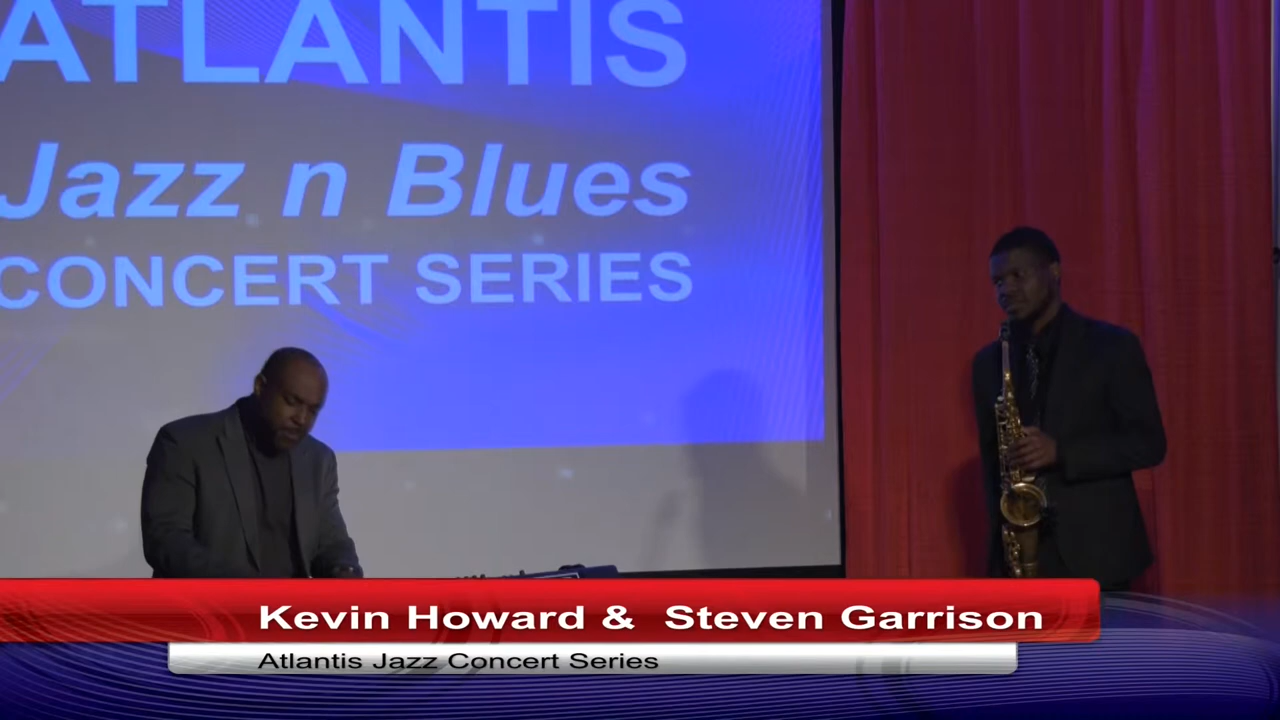 ATLANTIS
Jazz n Blues
CONCERT SERIES
Kevin Howard & Steven Garrison
Atlantis Jazz Concert Series